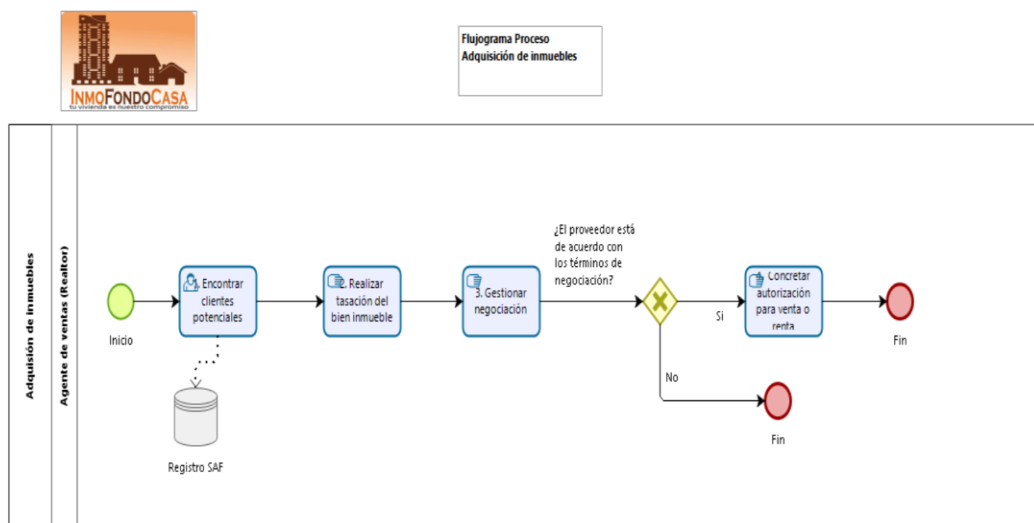 INMOFONDOCASA
tu vivienda es nuestro compromiso
Flujograma Proceso
Adquisición de inmuebles
Adquisión de inmuebles
Agente de ventas (Realtor)
Inicio
Encontrar
clientes
potenciales
Registro SAF
2. Realizar
tasación del
bien inmueble
3. Gestionar
negociación
¿El proveedor está
de acuerdo con
los términos de
negociación?
Si
No
Concretar
autorización
para venta o
renta
Fin
Fin